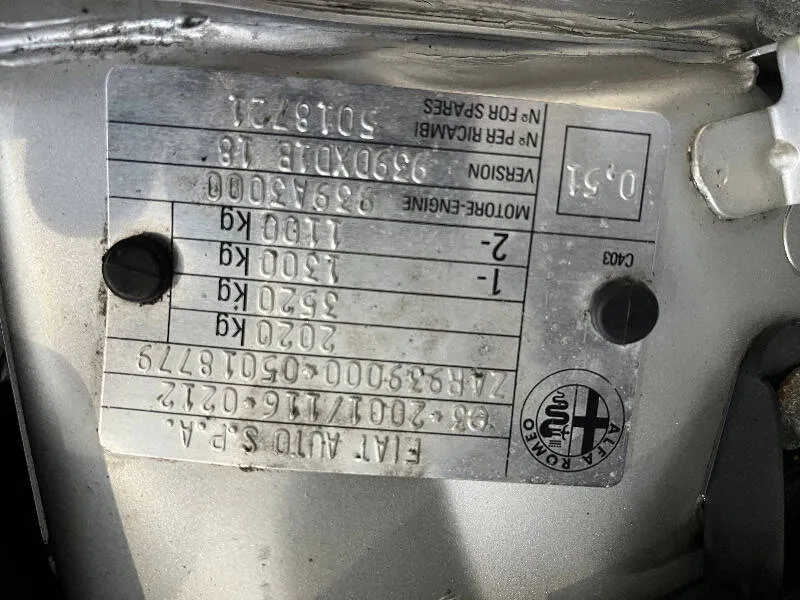 FIAT AUTO S.P.A.
e3*2001/116*0212
ZAR939000*05018779
2020 kg
3520 kg
1- 1300 kg
2- 1100 kg
MOTORE-ENGINE 939A3000
VERSION 939DXD1B 18
N° PER RICAMBI
N° FOR SPARES 5018721
ALFA ROMEO
C403
0,51